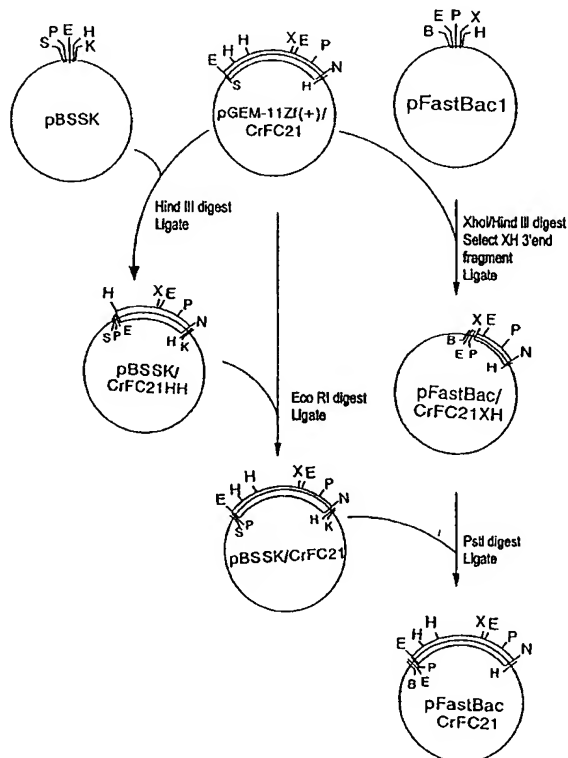 S P E H K
pBSSK
E S H H X E P N H
pGEM-11Zf(+)/
CrFC21
B E P X H
pFastBac1
Hind III digest
Ligate
XhoI/Hind III digest
Select XH 3'end
fragment
Ligate
H S P E X E P N H K
pBSSK/
CrFC21HH
Eco RI digest
Ligate
B E P X E P N H
pFastBac/
CrFC21XH
E S P H H X E P N H K
pBSSK/CrFC21
PstI digest
Ligate
E B E P H H X E P N H
pFastBac
CrFC21